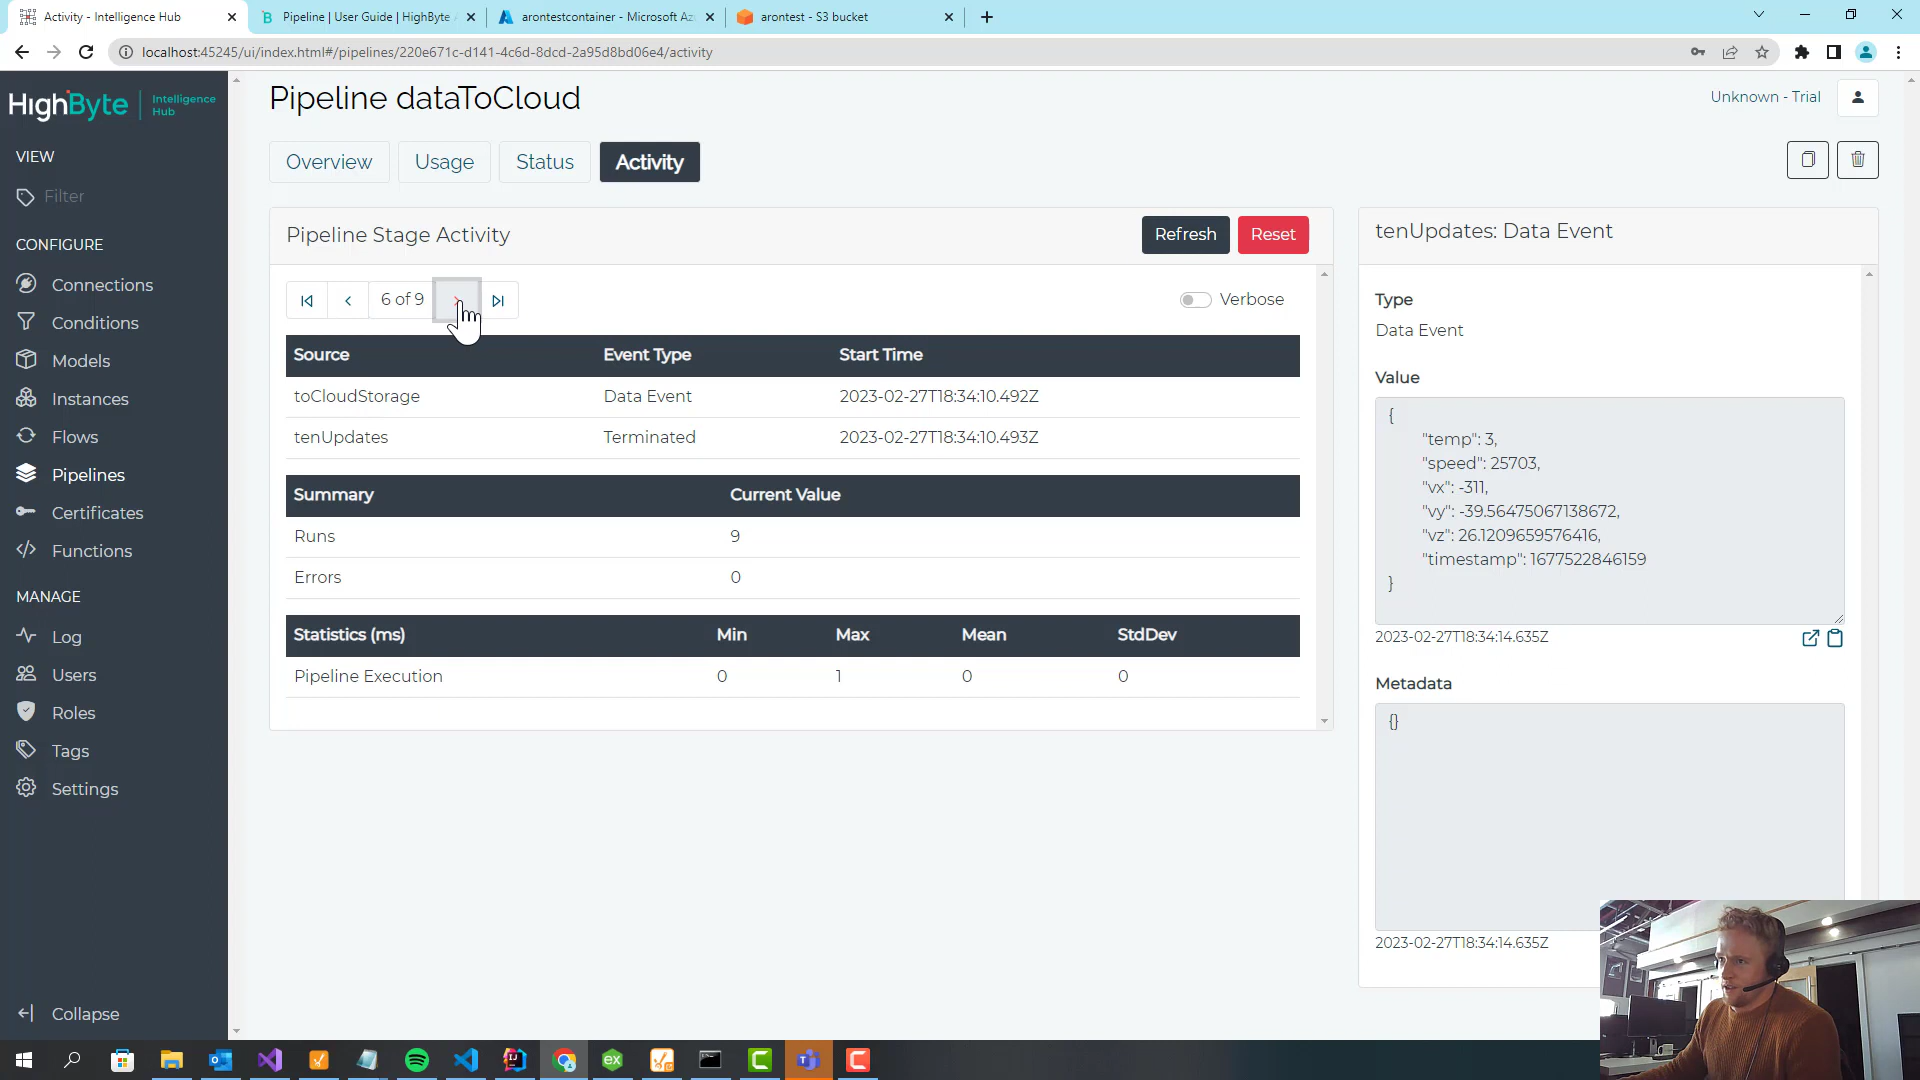 Activity - Intelligence Hub
Pipeline | User Guide | HighByte
arontestcontainer - Microsoft Az
arontest - S3 bucket
localhost:45245/ui/index.html#/pipelines/220e671c-d141-4c6d-8dcd-2a95d8bd06e4/activity
HighByte Intelligence Hub
Pipeline dataToCloud
Unknown - Trial
Overview
Usage
Status
Activity
VIEW
Filter
CONFIGURE
Connections
Conditions
Models
Instances
Flows
Pipelines
Certificates
Functions
MANAGE
Log
Users
Roles
Tags
Settings
Collapse
Pipeline Stage Activity
Refresh
Reset
6 of 9
Verbose
Source Event Type Start Time
toCloudStorage Data Event 2023-02-27T18:34:10.492Z
tenUpdates Terminated 2023-02-27T18:34:10.493Z
Summary Current Value
Runs 9
Errors 0
Statistics (ms) Min Max Mean StdDev
Pipeline Execution 0 1 0 0
tenUpdates: Data Event
Type
Data Event
Value
{
"temp": 3,
"speed": 25703,
"vx": -311,
"vy": -39.56475067138672,
"vz": 26.1209659576416,
"timestamp": 1677522846159
}
2023-02-27T18:34:14.635Z
Metadata
{}
2023-02-27T18:34:14.635Z